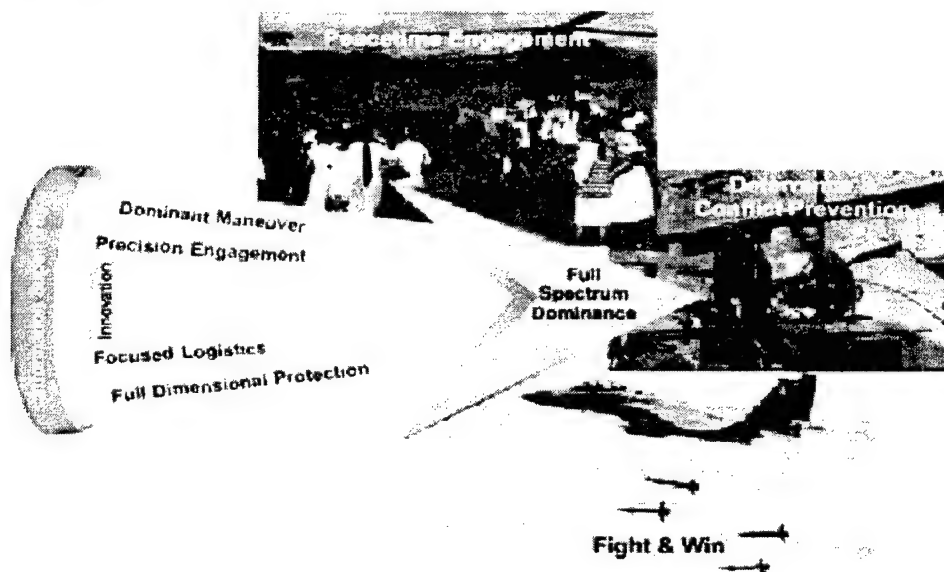 Peacetime Engagement
Deterrence
Conflict Prevention
Dominant Maneuver
Precision Engagement
Innovation
Full
Spectrum
Dominance
Focused Logistics
Full Dimensional Protection
Fight & Win